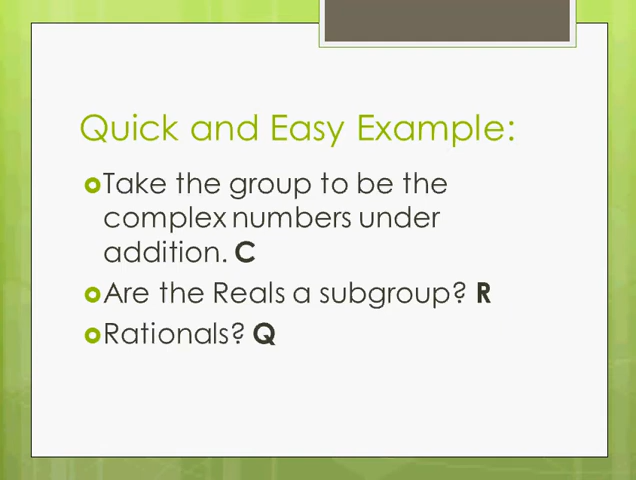 Quick and Easy Example:
Take the group to be the
complex numbers under
addition. C
Are the Reals a subgroup? R
Rationals? Q